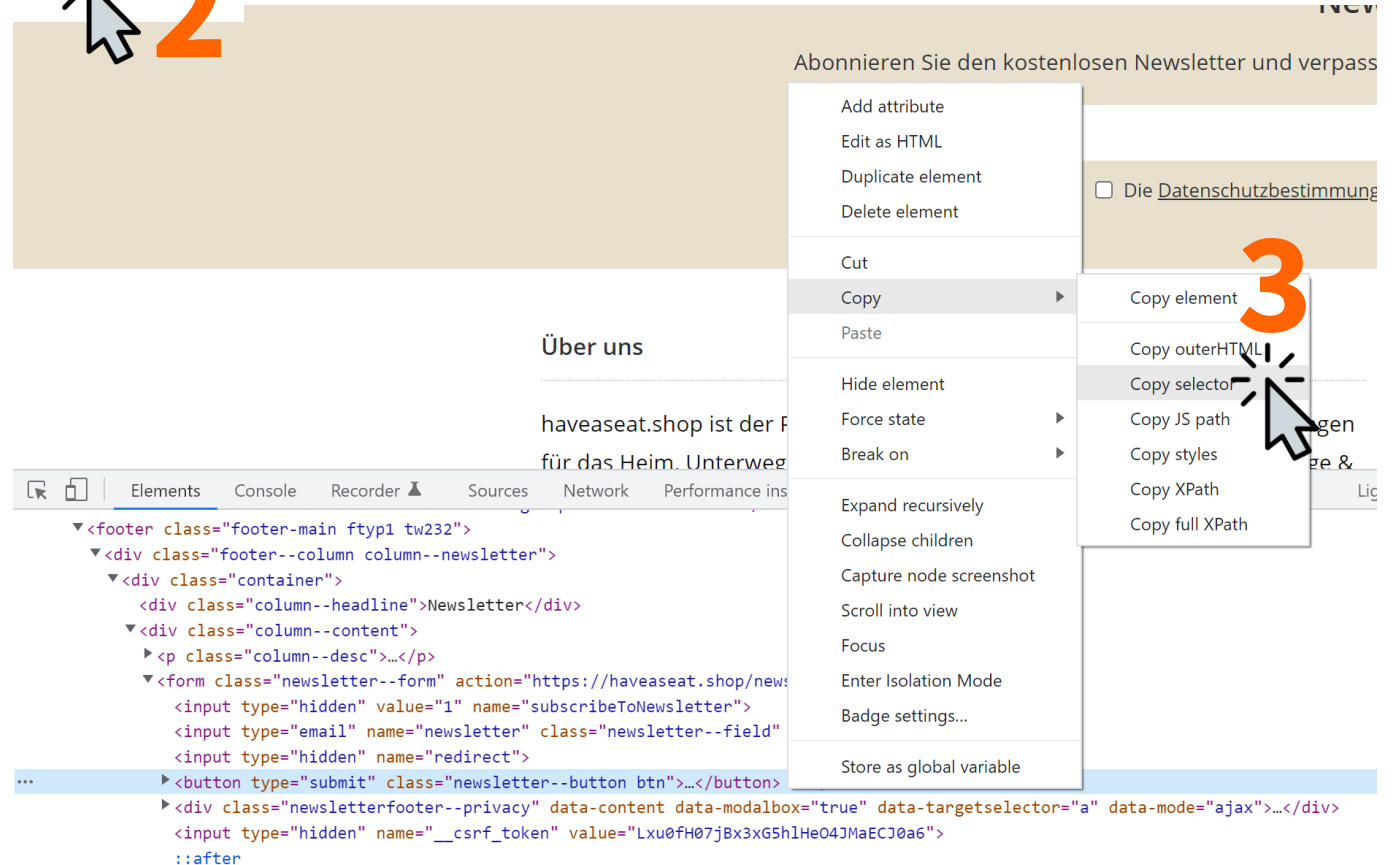 2
Abonnieren Sie den kostenlosen Newsletter und verpass
Add attribute
Edit as HTML
Duplicate element
Delete element
Die Datenschutzbestimmung
Cut
Copy
Paste
Hide element
Force state
Break on
Expand recursively
Collapse children
Capture node screenshot
Scroll into view
Focus
Enter Isolation Mode
Badge settings...
Store as global variable
3
Copy element
Copy outerHTML
Copy selector
Copy JS path
Copy styles
Copy XPath
Copy full XPath
Über uns
haveaseat.shop ist der
gen
für das Heim, Unterweg
ge &
Elements Console Recorder Sources Network Performance ins Lig
<footer class="footer-main ftyp1 tw232">
<div class="footer--column column--newsletter">
<div class="container">
<div class="column--headline">Newsletter</div>
<div class="column--content">
<p class="column--desc">…</p>
<form class="newsletter--form" action="https://haveaseat.shop/news
<input type="hidden" value="1" name="subscribeToNewsletter">
<input type="email" name="newsletter" class="newsletter--field"
<input type="hidden" name="redirect">
... <button type="submit" class="newsletter--button btn">…</button>
<div class="newsletterfooter--privacy" data-content data-modalbox="true" data-targetselector="a" data-mode="ajax">…</div>
<input type="hidden" name="__csrf_token" value="Lxu0fH07jBx3xG5hlHeO4JMaECJ0a6">
::after